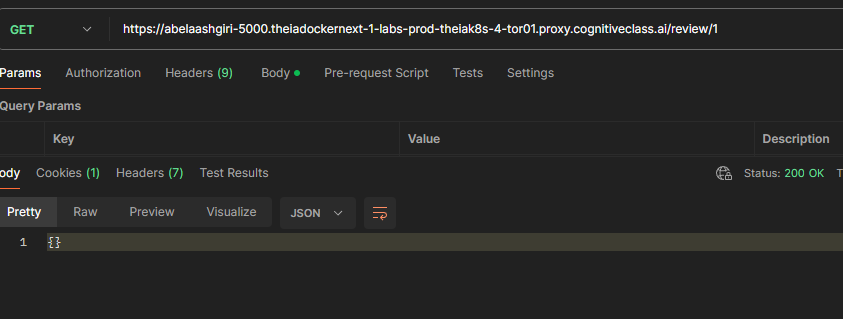 GET https://abelaashgiri-5000.theiadockernext-1-labs-prod-theiak8s-4-tor01.proxy.cognitiveclass.ai/review/1
Params Authorization Headers (9) Body Pre-request Script Tests Settings
Query Params
Key Value Description
ody Cookies (1) Headers (7) Test Results Status: 200 OK T
Pretty Raw Preview Visualize JSON
1 {}